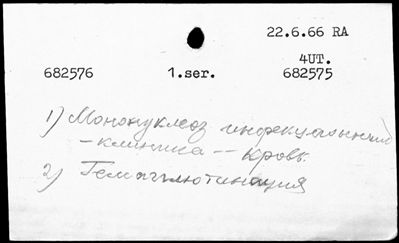 22.6.66 RA
4UT.
682576 1.ser. 682575
1) Мононуклеоз инфекционный
-клиника -- кровь.
2) Гемагглютинация